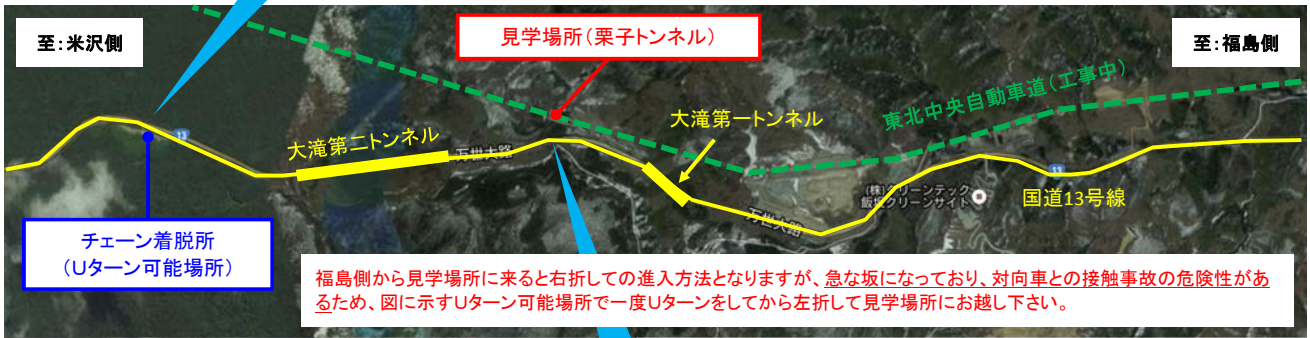 至：米沢側
見学場所（栗子トンネル）
至：福島側
東北中央自動車道（工事中）
大滝第一トンネル
13
大滝第二トンネル
万世大路
13
（株）クリーンテック
飯坂クリーンサイト
国道13号線
万世大路
チェーン着脱所
（Uターン可能場所）
福島側から見学場所に来ると右折しての進入方法となりますが、急な坂になっており、対向車との接触事故の危険性があ
るため、図に示すUターン可能場所で一度Uターンをしてから左折して見学場所にお越し下さい。